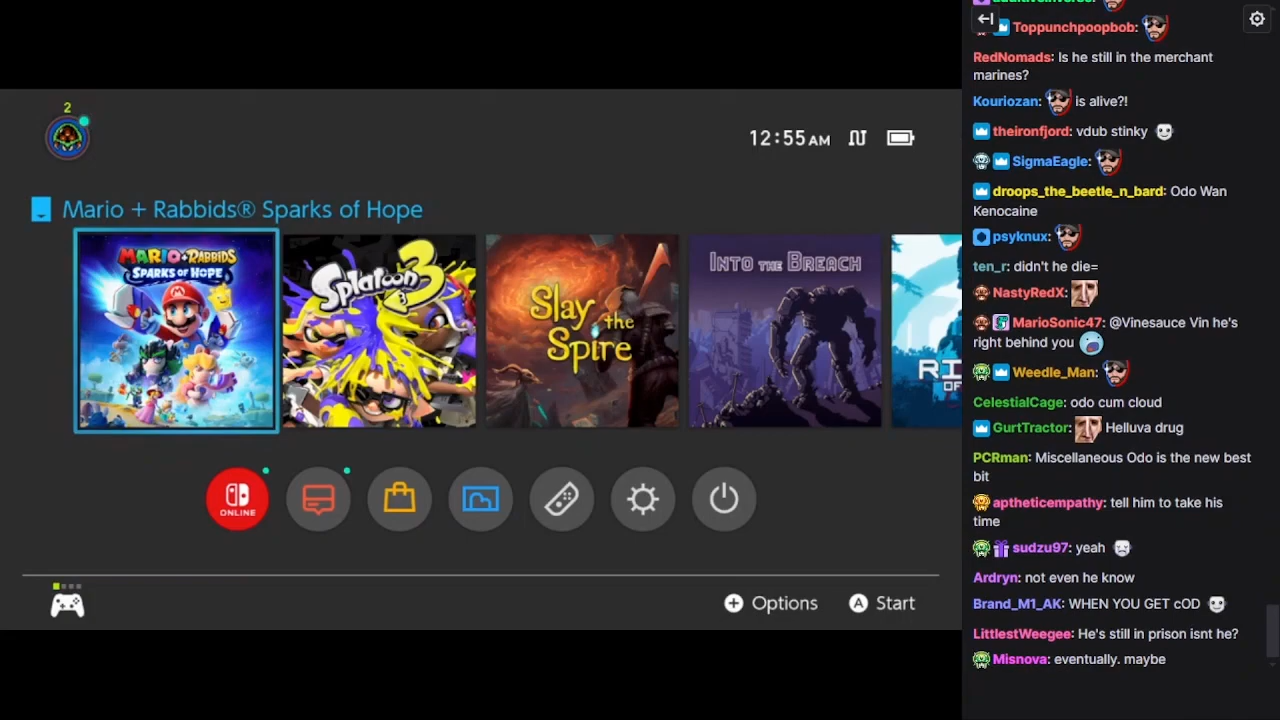 2
12:55AM
Mario + Rabbids® Sparks of Hope
MARIO + RABBIDS
SPARKS OF HOPE
Splatoon 3
Slay
the
Spire
INTO THE BREACH
RI
OF
ONLINE
Options
A Start
Toppunchpoopbob:
RedNomads: Is he still in the merchant
marines?
Kouriozan: is alive?!
theironfjord: vdub stinky
SigmaEagle:
droops_the_beetle_n_bard: Odo Wan
Kenocaine
psyknux:
ten_r: didn't he die=
NastyRedX:
MarioSonic47: @Vinesauce Vin he's
right behind you
Weedle_Man:
CelestialCage: odo cum cloud
GurtTractor: Helluva drug
PCRman: Miscellaneous Odo is the new best
bit
aptheticempathy: tell him to take his
time
sudzu97: yeah
Ardryn: not even he know
Brand_M1_AK: WHEN YOU GET cOD
LittlestWeegee: He's still in prison isnt he?
Misnova: eventually. maybe